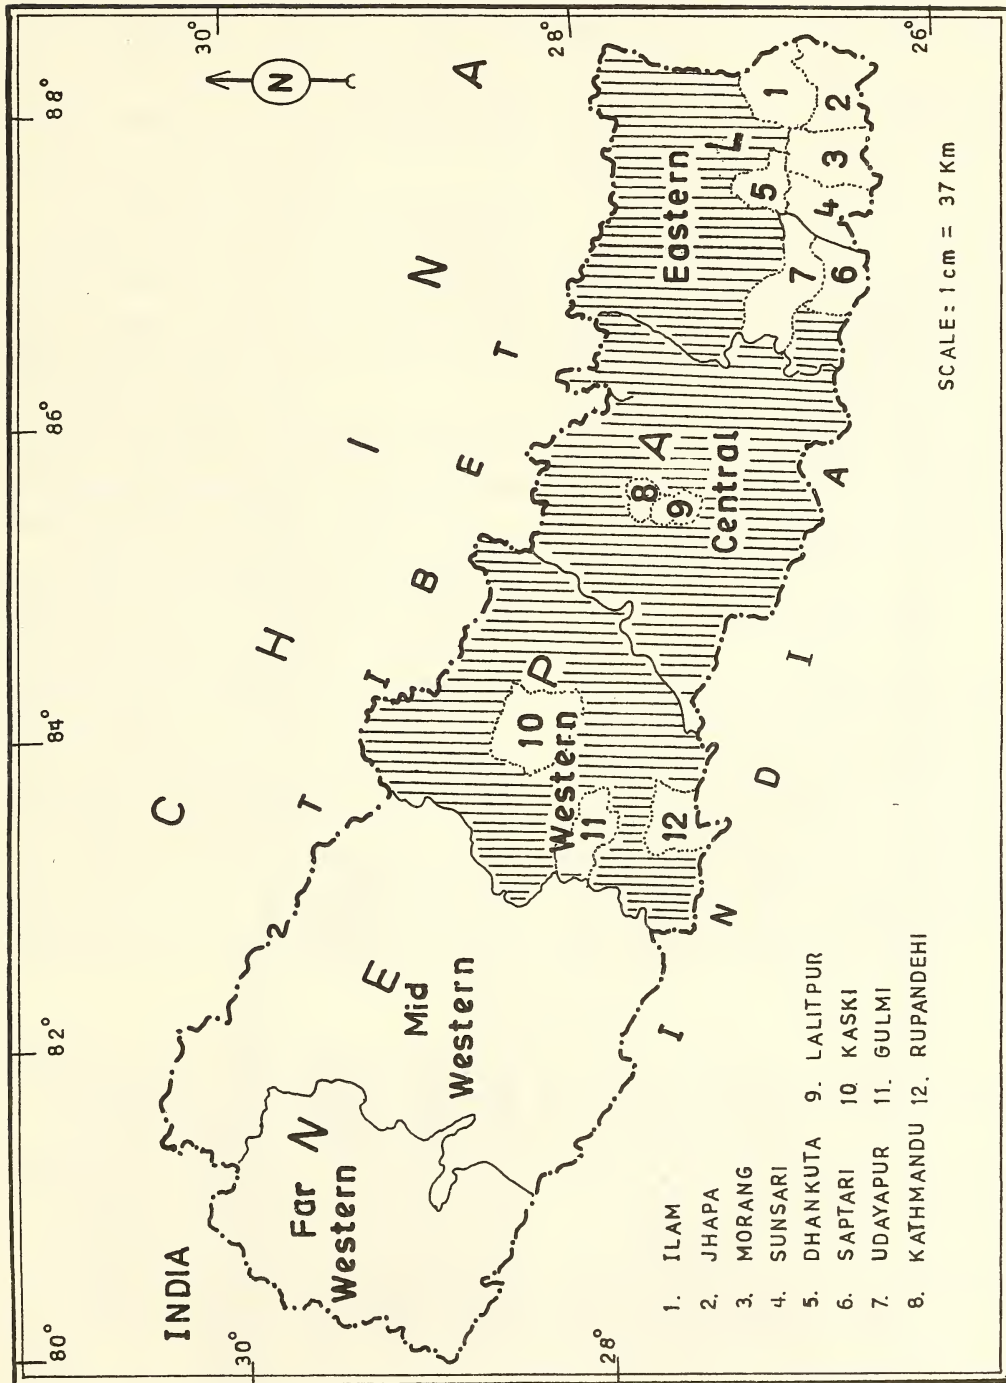 80°
82°
84°
86°
88°
30°
28°
30°
28°
26°
N
INDIA
C H I N A
T I B E T
N E P A L
I N D I A
Far
Western
Mid
Western
Western
Central
Eastern
1
2
3
4
5
6
7
8
9
10
11
12
1. ILAM
2. JHAPA
3. MORANG
4. SUNSARI
5. DHANKUTA 9. LALITPUR
6. SAPTARI 10. KASKI
7. UDAYAPUR 11. GULMI
8. KATHMANDU 12. RUPANDEHI
SCALE: 1 cm = 37 Km